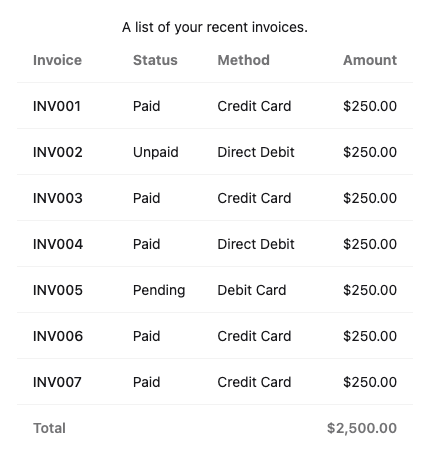 A list of your recent invoices.
Invoice Status Method Amount
INV001 Paid Credit Card $250.00
INV002 Unpaid Direct Debit $250.00
INV003 Paid Credit Card $250.00
INV004 Paid Direct Debit $250.00
INV005 Pending Debit Card $250.00
INV006 Paid Credit Card $250.00
INV007 Paid Credit Card $250.00
Total $2,500.00